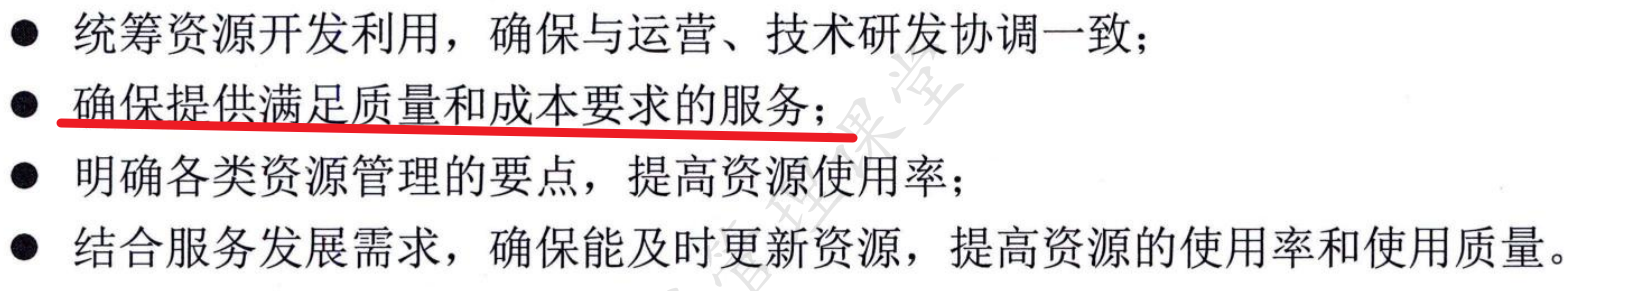 ● 统筹资源开发利用，确保与运营、技术研发协调一致；
● 确保提供满足质量和成本要求的服务；
● 明确各类资源管理的要点，提高资源使用率；
● 结合服务发展需求，确保能及时更新资源，提高资源的使用率和使用质量。
管理课堂